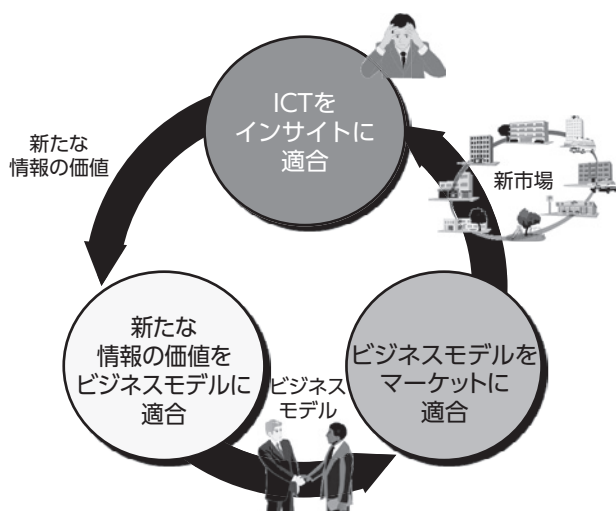 ICTを
インサイトに
適合
新たな
情報の価値
新市場
新たな
情報の価値を
ビジネスモデルに
適合
ビジネス
モデル
ビジネスモデルを
マーケットに
適合